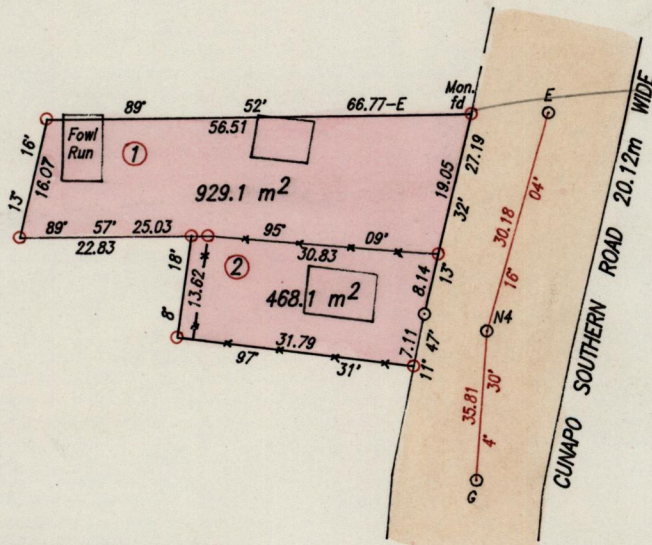 89° 52' 66.77-E
56.51
Mon.
fd
E
Fowl
Run
1
929.1 m²
13° 16'
16.07
19.05
27.19
13° 32'
89° 57' 25.03
22.83
95° 09'
30.83
2
468.1 m²
8° 18'
13.62
8.14
7.11
11° 47'
31.79
97° 31'
30.18
16° 04'
N4
35.81
4° 30'
G
CUNAPO SOUTHERN ROAD 20.12m WIDE